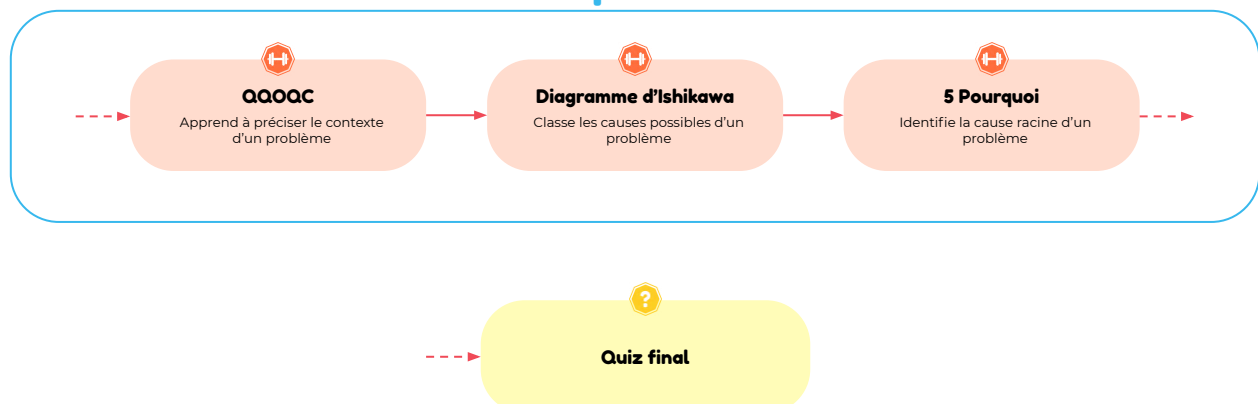 QQOQC
Apprend à préciser le contexte
d'un problème
Diagramme d'Ishikawa
Classe les causes possibles d'un
problème
5 Pourquoi
Identifie la cause racine d'un
problème
?
Quiz final